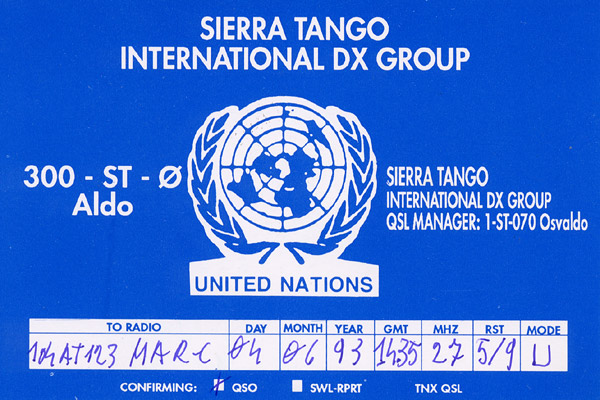 SIERRA TANGO
INTERNATIONAL DX GROUP
300 - ST - Ø
Aldo
SIERRA TANGO
INTERNATIONAL DX GROUP
QSL MANAGER: 1-ST-070 Osvaldo
UNITED NATIONS
TO RADIO DAY MONTH YEAR GMT MHZ RST MODE
104AT123 MARC 04 06 93 1435 27 5/9 U
CONFIRMING: QSO SWL-RPRT TNX QSL